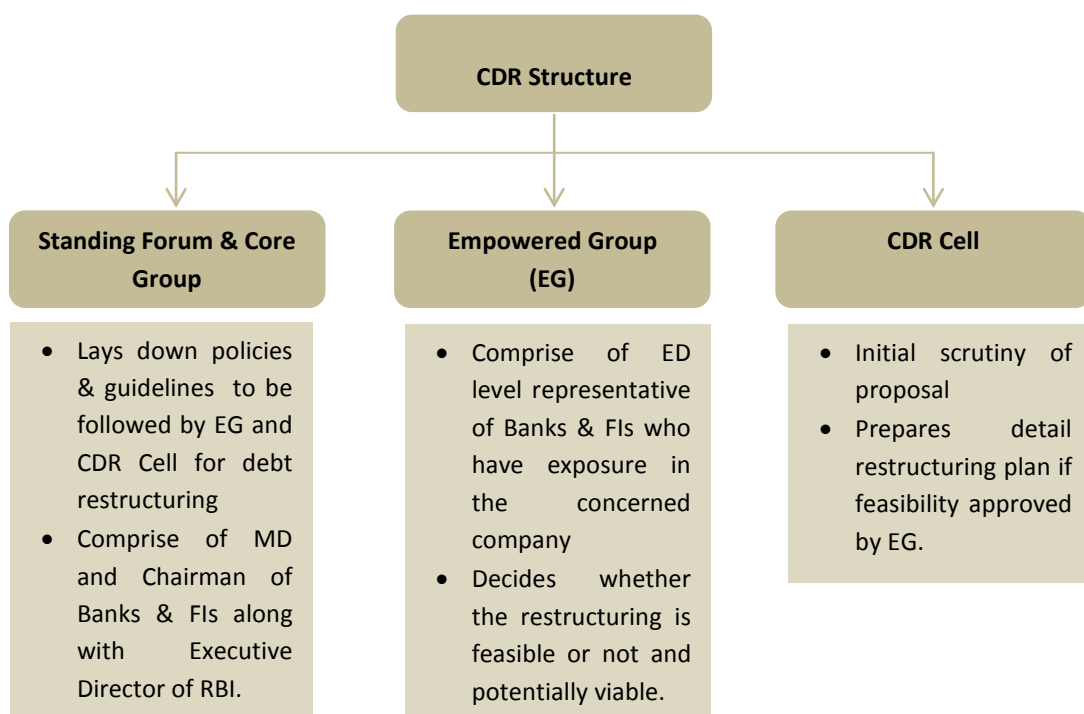 CDR Structure
Standing Forum & Core
Group
• Lays down policies
& guidelines to be
followed by EG and
CDR Cell for debt
restructuring
• Comprise of MD
and Chairman of
Banks & FIs along
with Executive
Director of RBI.
Empowered Group
(EG)
• Comprise of ED
level representative
of Banks & FIs who
have exposure in
the concerned
company
• Decides whether
the restructuring is
feasible or not and
potentially viable.
CDR Cell
• Initial scrutiny of
proposal
• Prepares detail
restructuring plan if
feasibility approved
by EG.